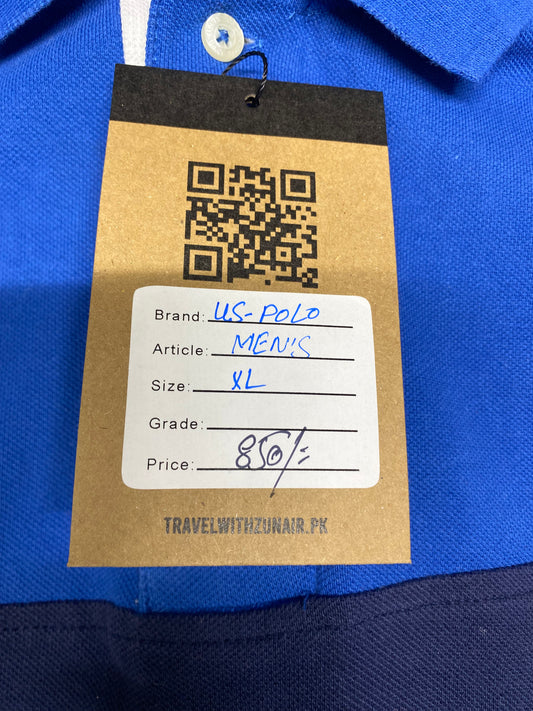 Brand: US-POLO
Article: MEN'S
Size: XL
Grade:
Price: 850/=
TRAVELWITHZUNAIR.PK